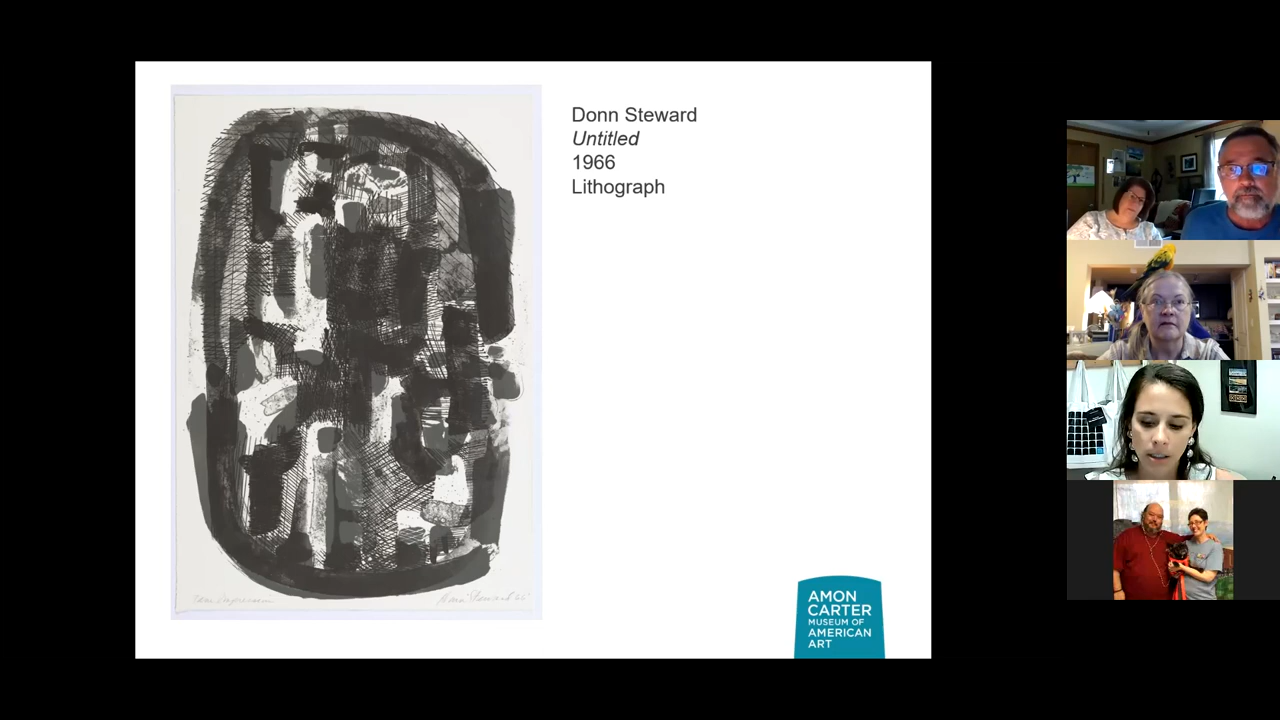 Donn Steward
Untitled
1966
Lithograph
AMON
CARTER
MUSEUM OF
AMERICAN
ART